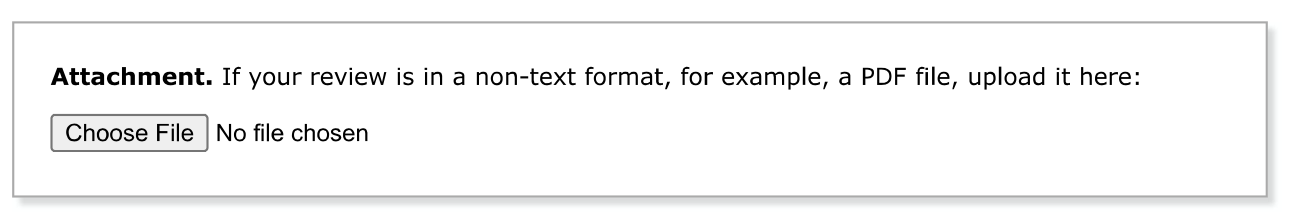 Attachment. If your review is in a non-text format, for example, a PDF file, upload it here:
Choose File No file chosen